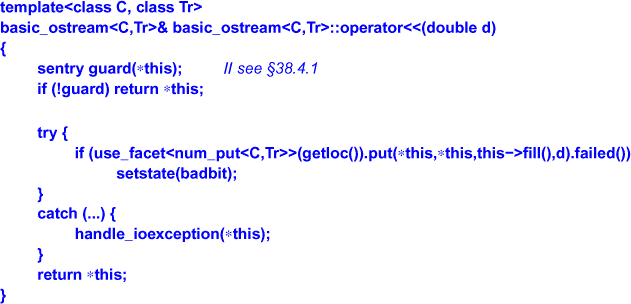 template<class C, class Tr>
basic_ostream<C,Tr>& basic_ostream<C,Tr>::operator<<(double d)
{
sentry guard(∗this); // see §38.4.1
if (!guard) return ∗this;
try {
if (use_facet<num_put<C,Tr>>(getloc()).put(∗this,∗this,this−>fill(),d).failed())
setstate(badbit);
}
catch (...) {
handle_ioexception(∗this);
}
return ∗this;
}